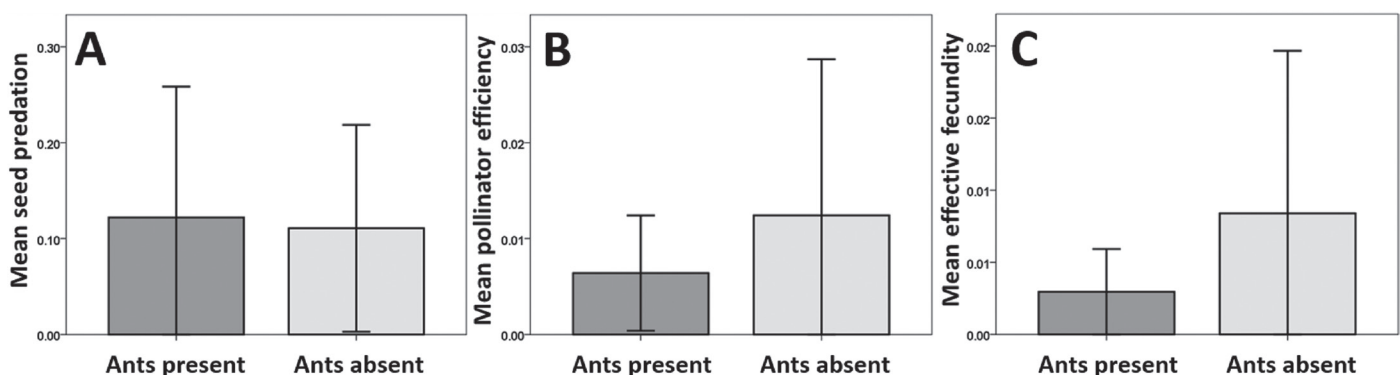 A
Mean seed predation
0.30
0.20
0.10
0.00
Ants present
Ants absent
B
Mean pollinator efficiency
0.03
0.02
0.01
0.00
Ants present
Ants absent
C
Mean effective fecundity
0.02
0.02
0.01
0.01
0.00
Ants present
Ants absent